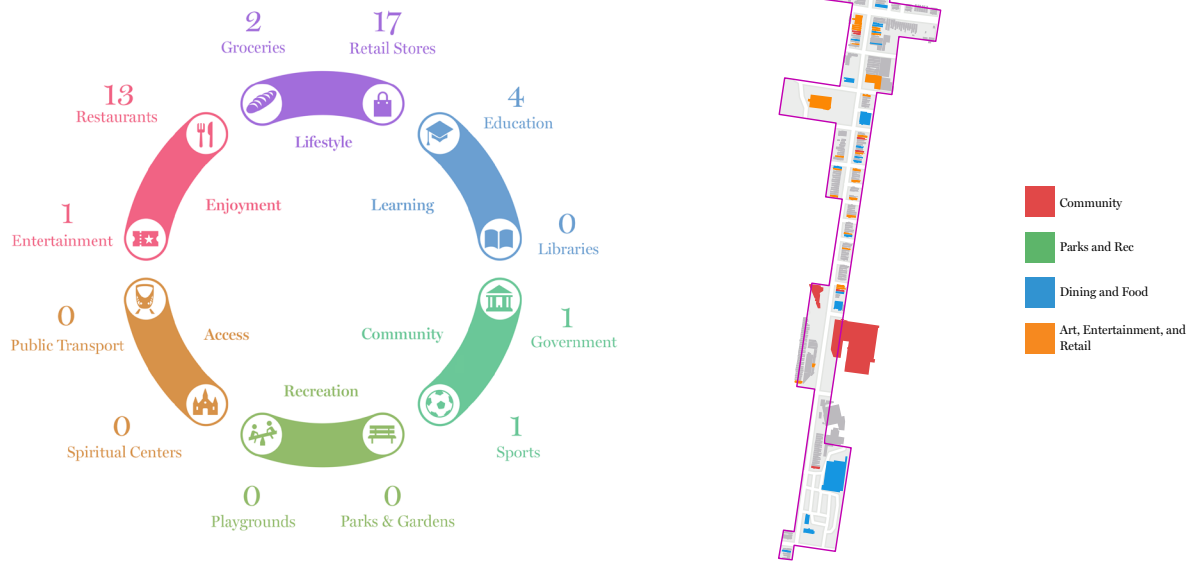 2
Groceries
17
Retail Stores
13
Restaurants
4
Education
Lifestyle
Enjoyment
Learning
1
Entertainment
0
Libraries
0
Public Transport
Access
Community
1
Government
Recreation
0
Spiritual Centers
1
Sports
0
Playgrounds
0
Parks & Gardens
Community
Parks and Rec
Dining and Food
Art, Entertainment, and
Retail